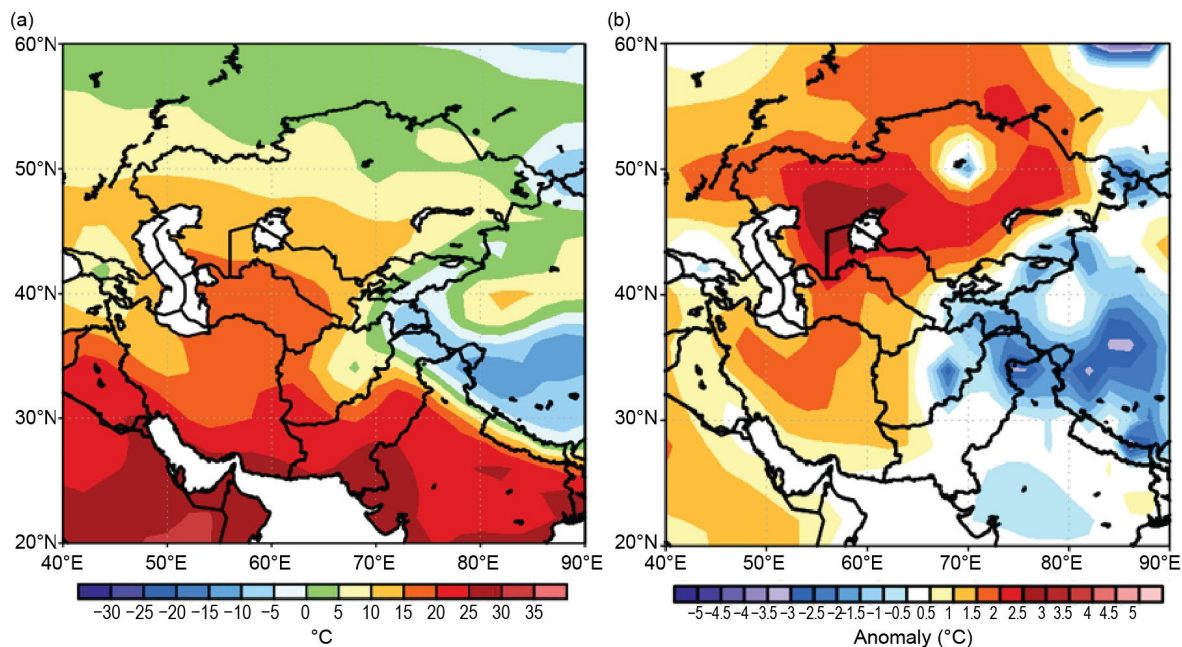 (a)
(b)
60°N
50°N
40°N
30°N
20°N
40°E 50°E 60°E 70°E 80°E 90°E
−30 −25 −20 −15 −10 −5 0 5 10 15 20 25 30 35
°C
60°N
50°N
40°N
30°N
20°N
40°E 50°E 60°E 70°E 80°E 90°E
−5 −4.5 −4 −3.5 −3 −2.5 −2 −1.5 −1 −0.5 0.5 1 1.5 2 2.5 3 3.5 4 4.5 5
Anomaly (°C)